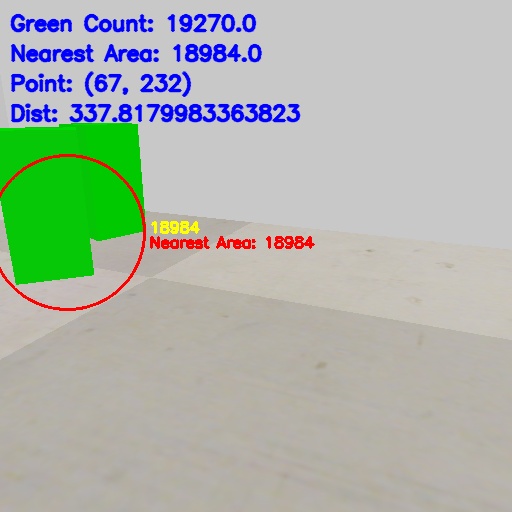 Green Count: 19270.0
Nearest Area: 18984.0
Point: (67, 232)
Dist: 337.8179983363823
18984
Nearest Area: 18984